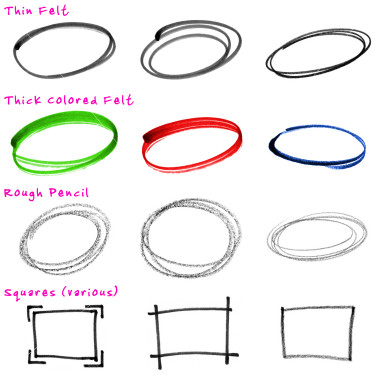 Thin Felt
Thick Colored Felt
Rough Pencil
Squares (various)